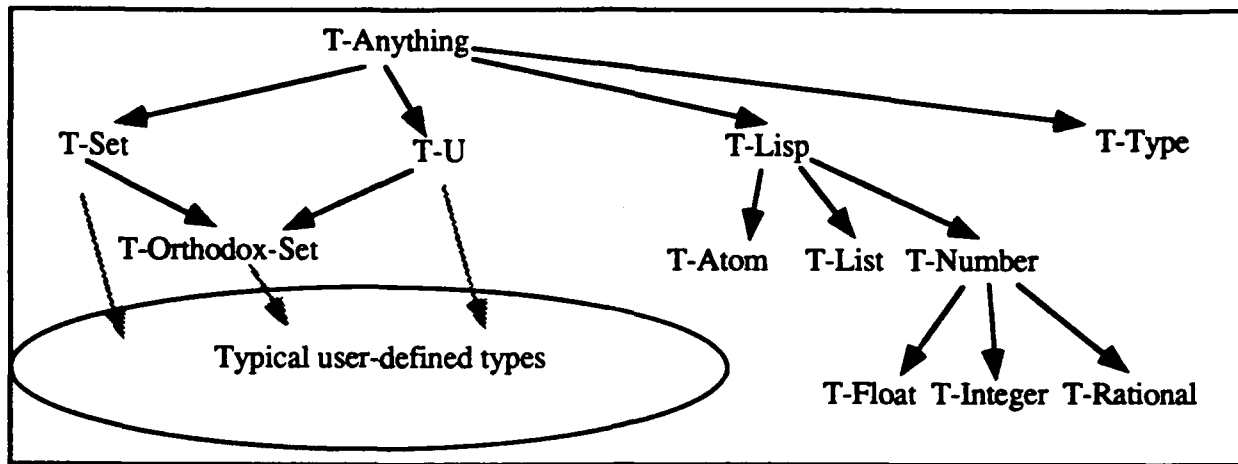 T-Anything
T-Set T-U T-Lisp T-Type
T-Orthodox-Set T-Atom T-List T-Number
Typical user-defined types
T-Float T-Integer T-Rational